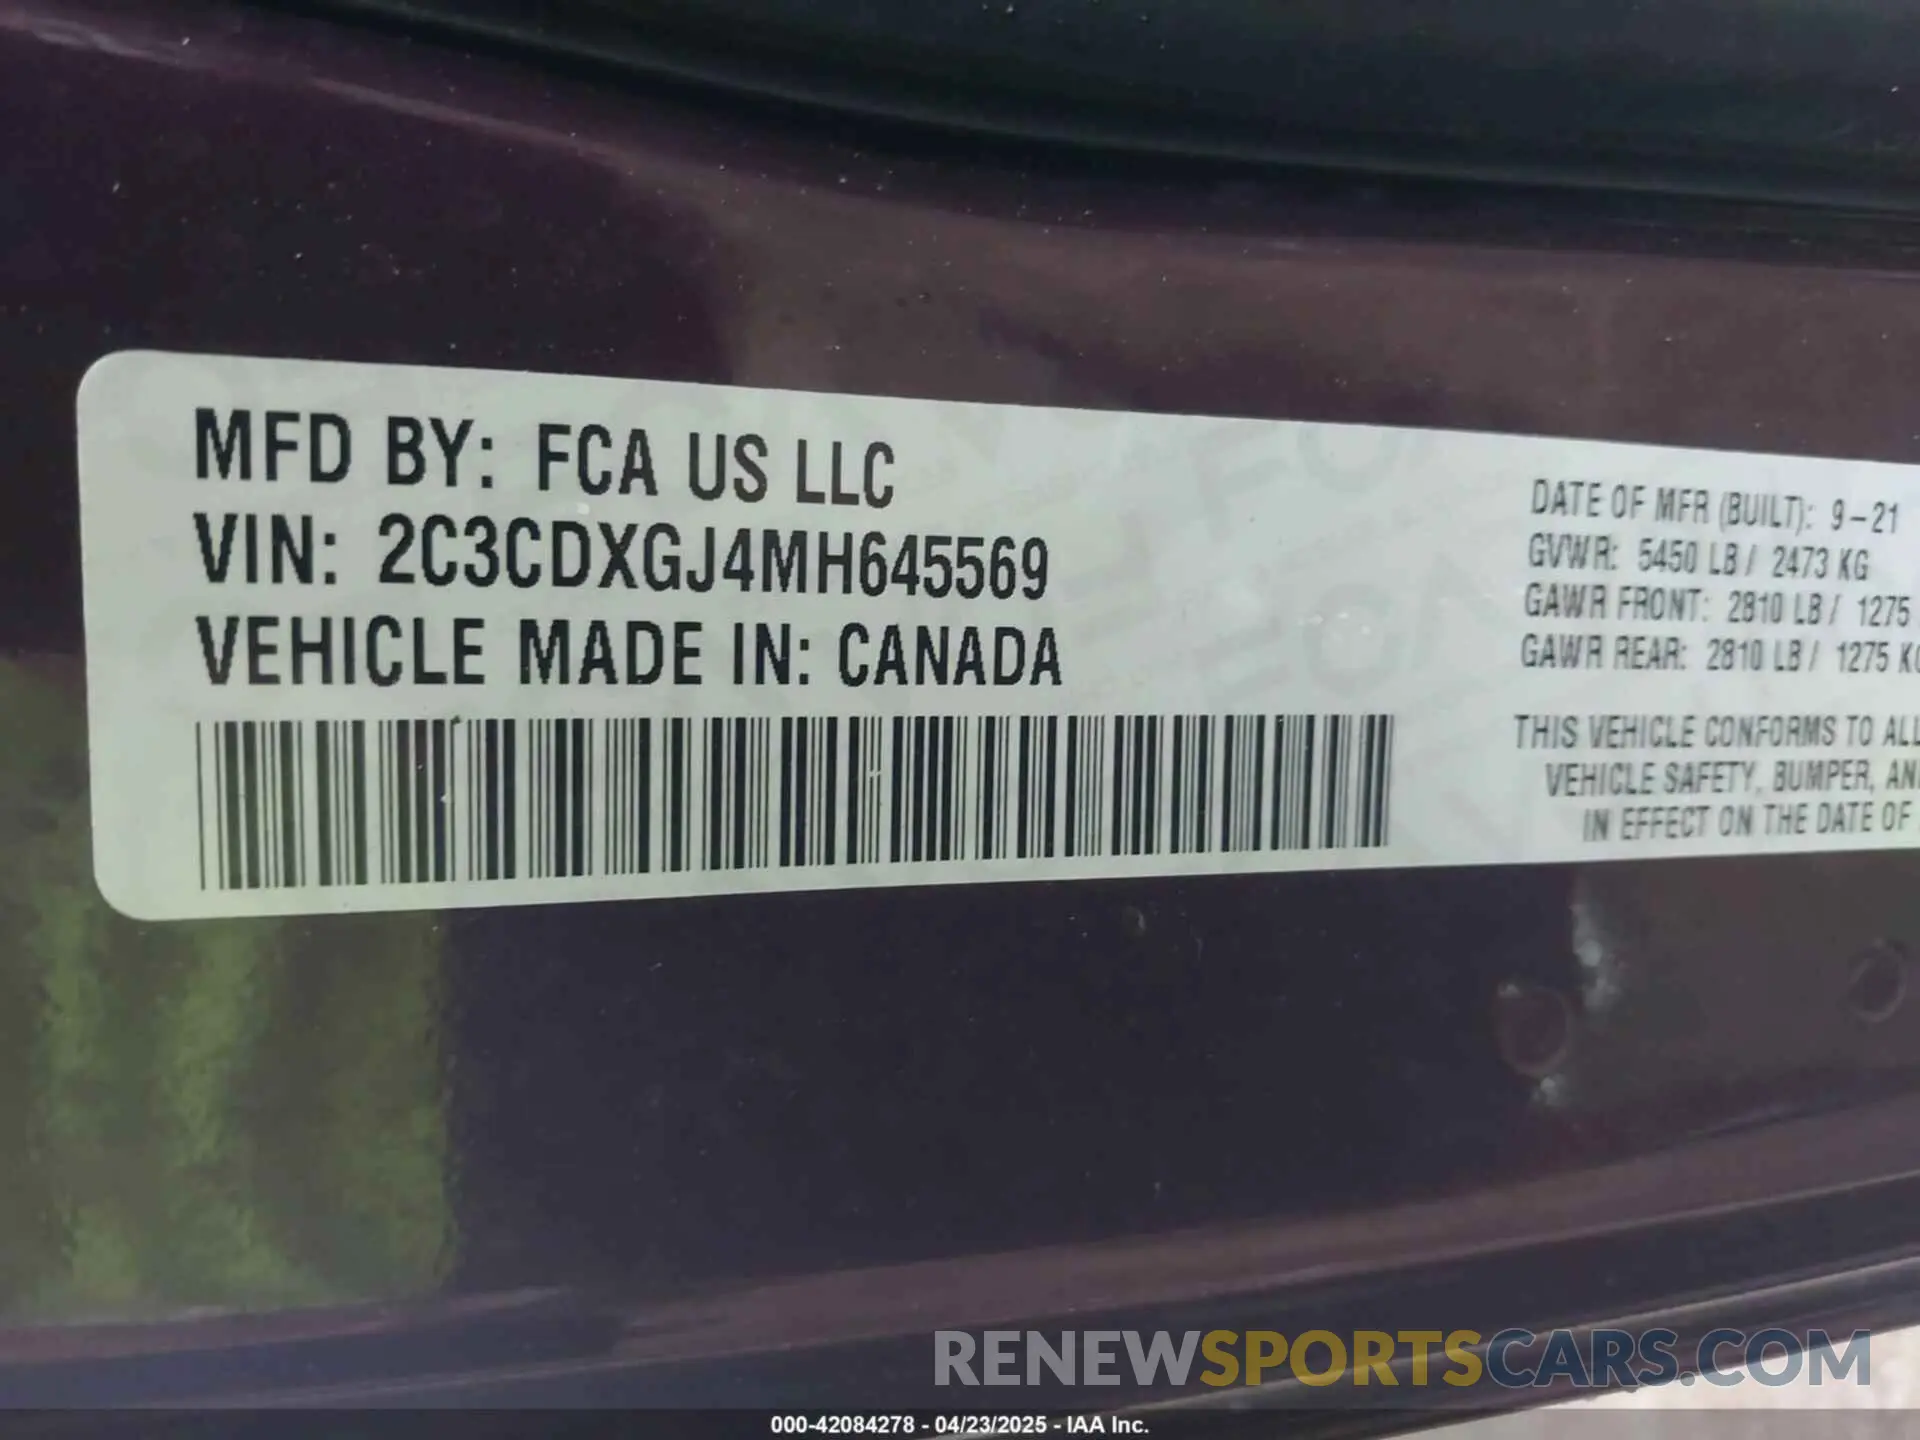 MFD BY: FCA US LLC
VIN: 2C3CDXGJ4MH645569
VEHICLE MADE IN: CANADA
DATE OF MFR (BUILT): 9-21
GVWR: 5450 LB / 2473 KG
GAWR FRONT: 2810 LB / 1275
GAWR REAR: 2810 LB / 1275 KG
THIS VEHICLE CONFORMS TO ALL
VEHICLE SAFETY, BUMPER, AN
IN EFFECT ON THE DATE OF
RENEWSPORTSCARS.COM
000-42084278 - 04/23/2025 - IAA Inc.